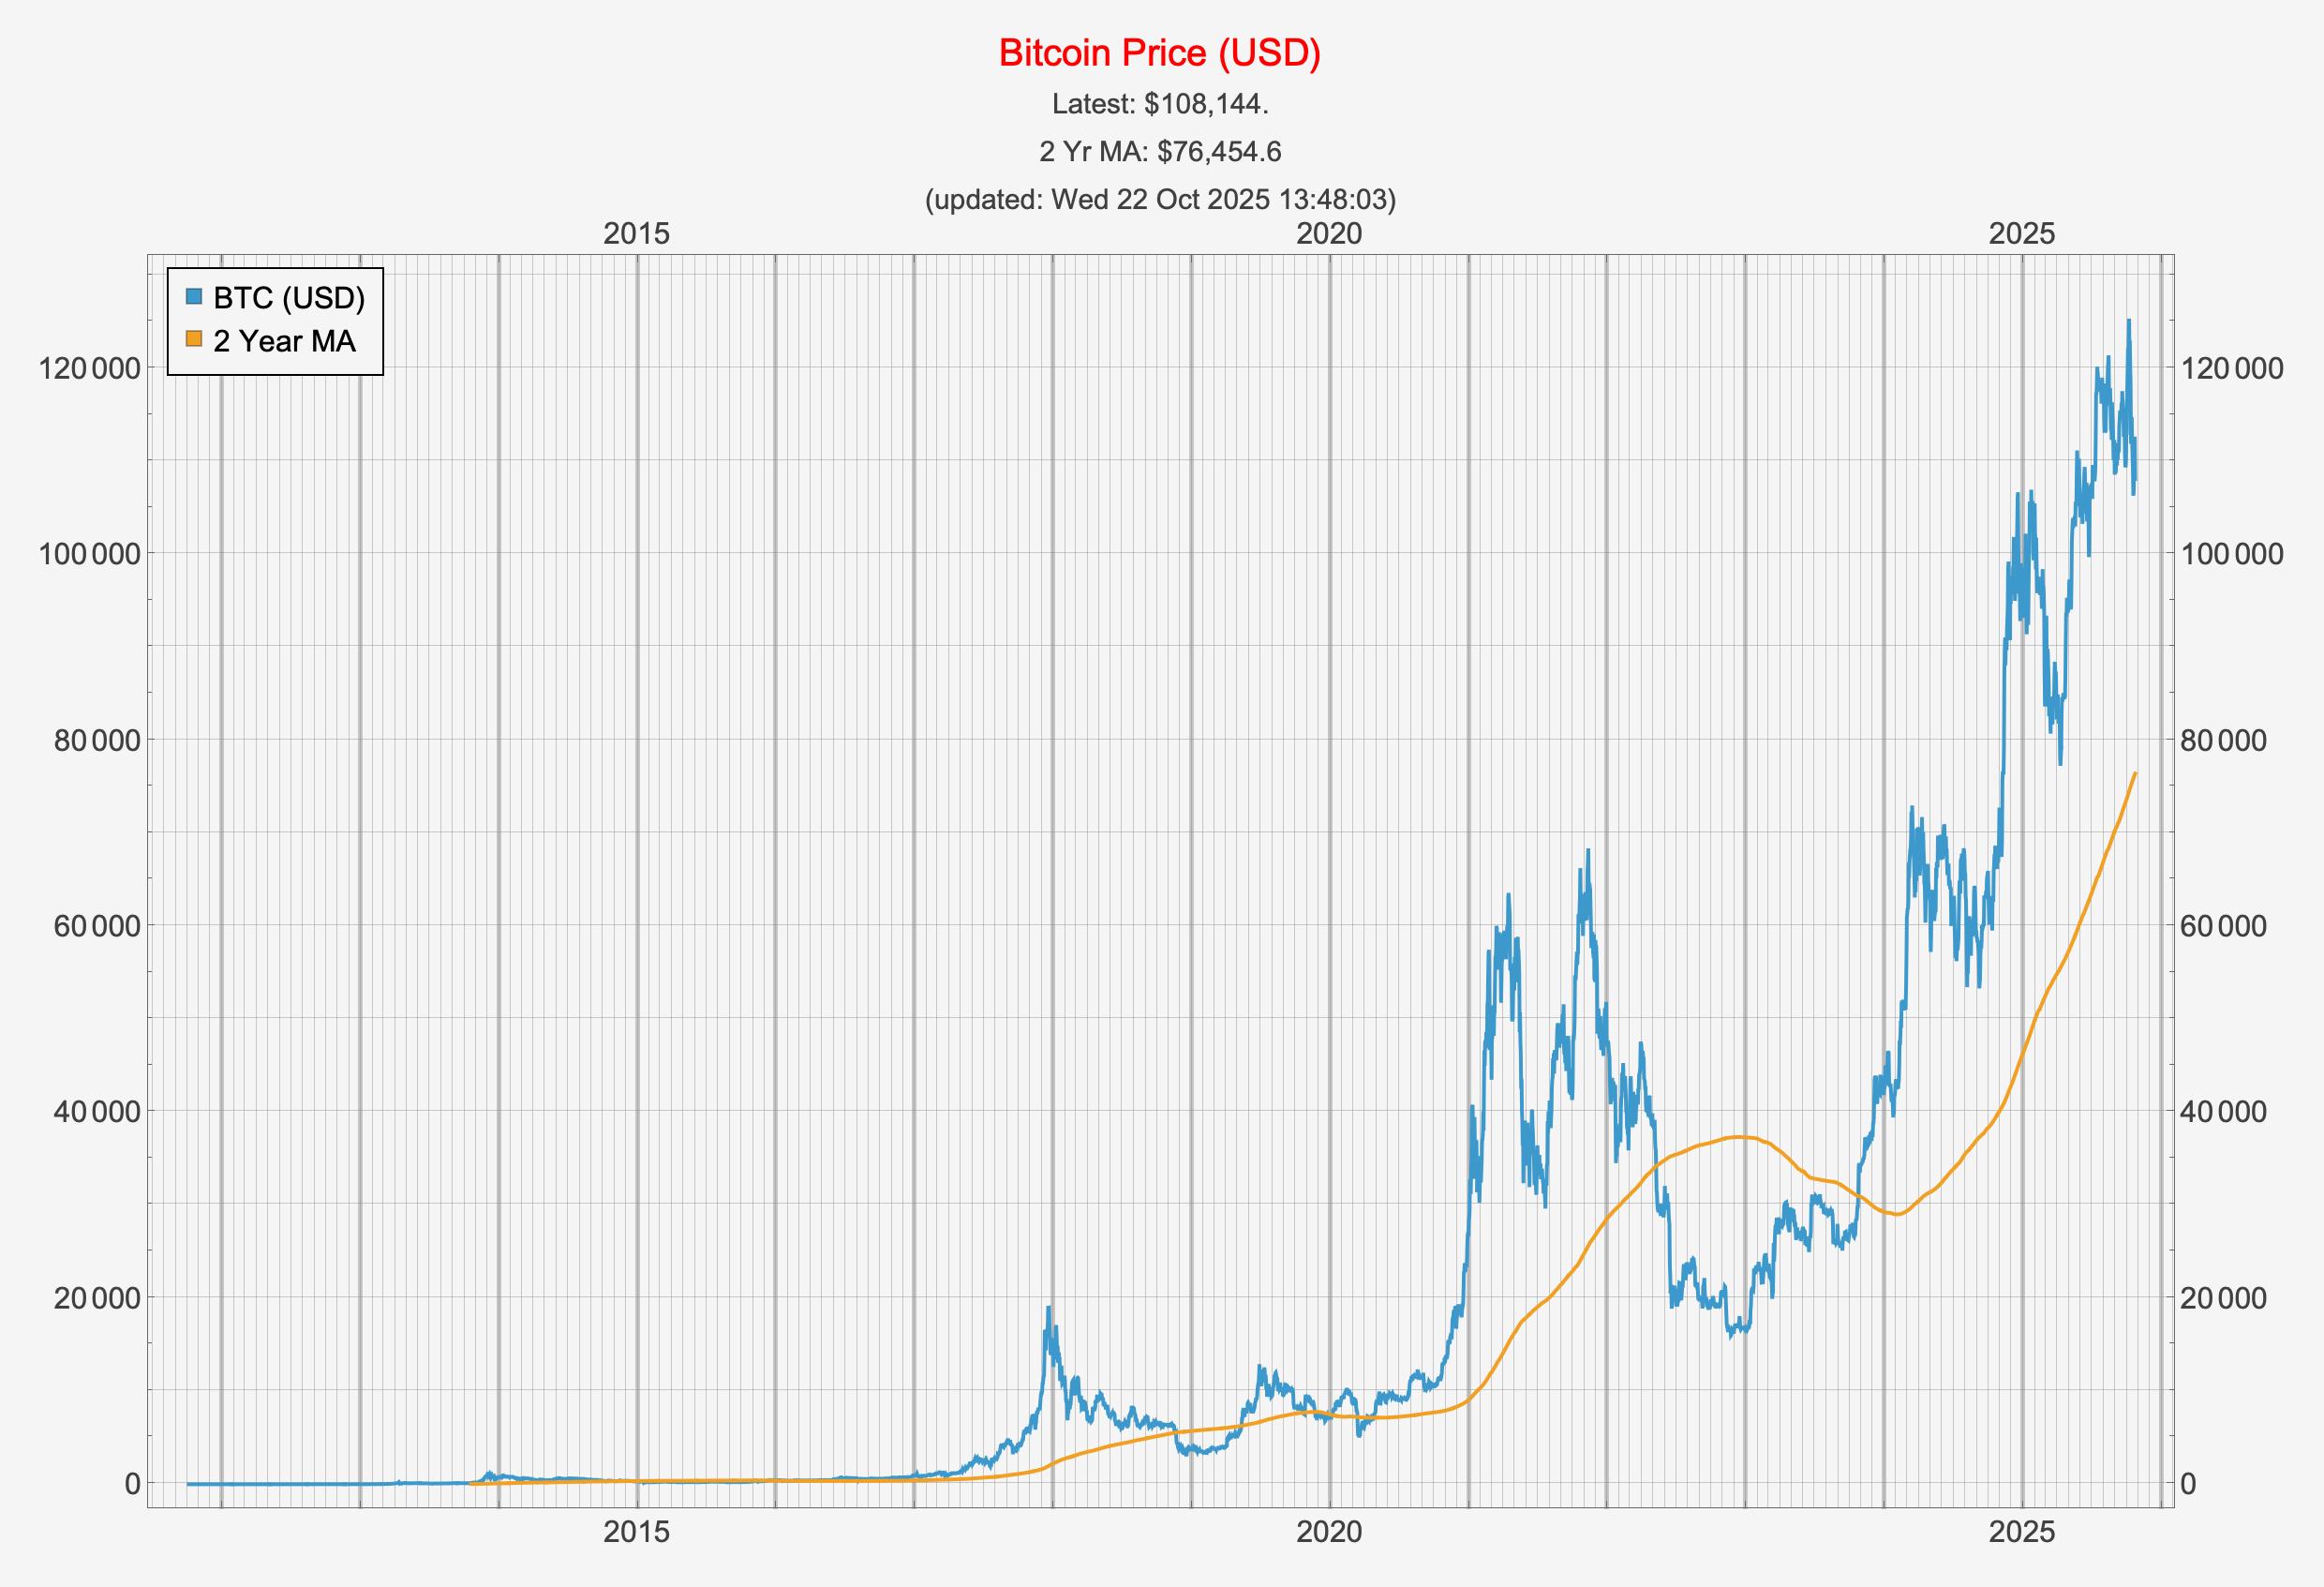 Bitcoin Price (USD)
Latest: $108,144.
2 Yr MA: $76,454.6
(updated: Wed 22 Oct 2025 13:48:03)
2015 2020 2025
BTC (USD)
2 Year MA
120 000 120 000
100 000 100 000
80 000 80 000
60 000 60 000
40 000 40 000
20 000 20 000
0 0
2015 2020 2025